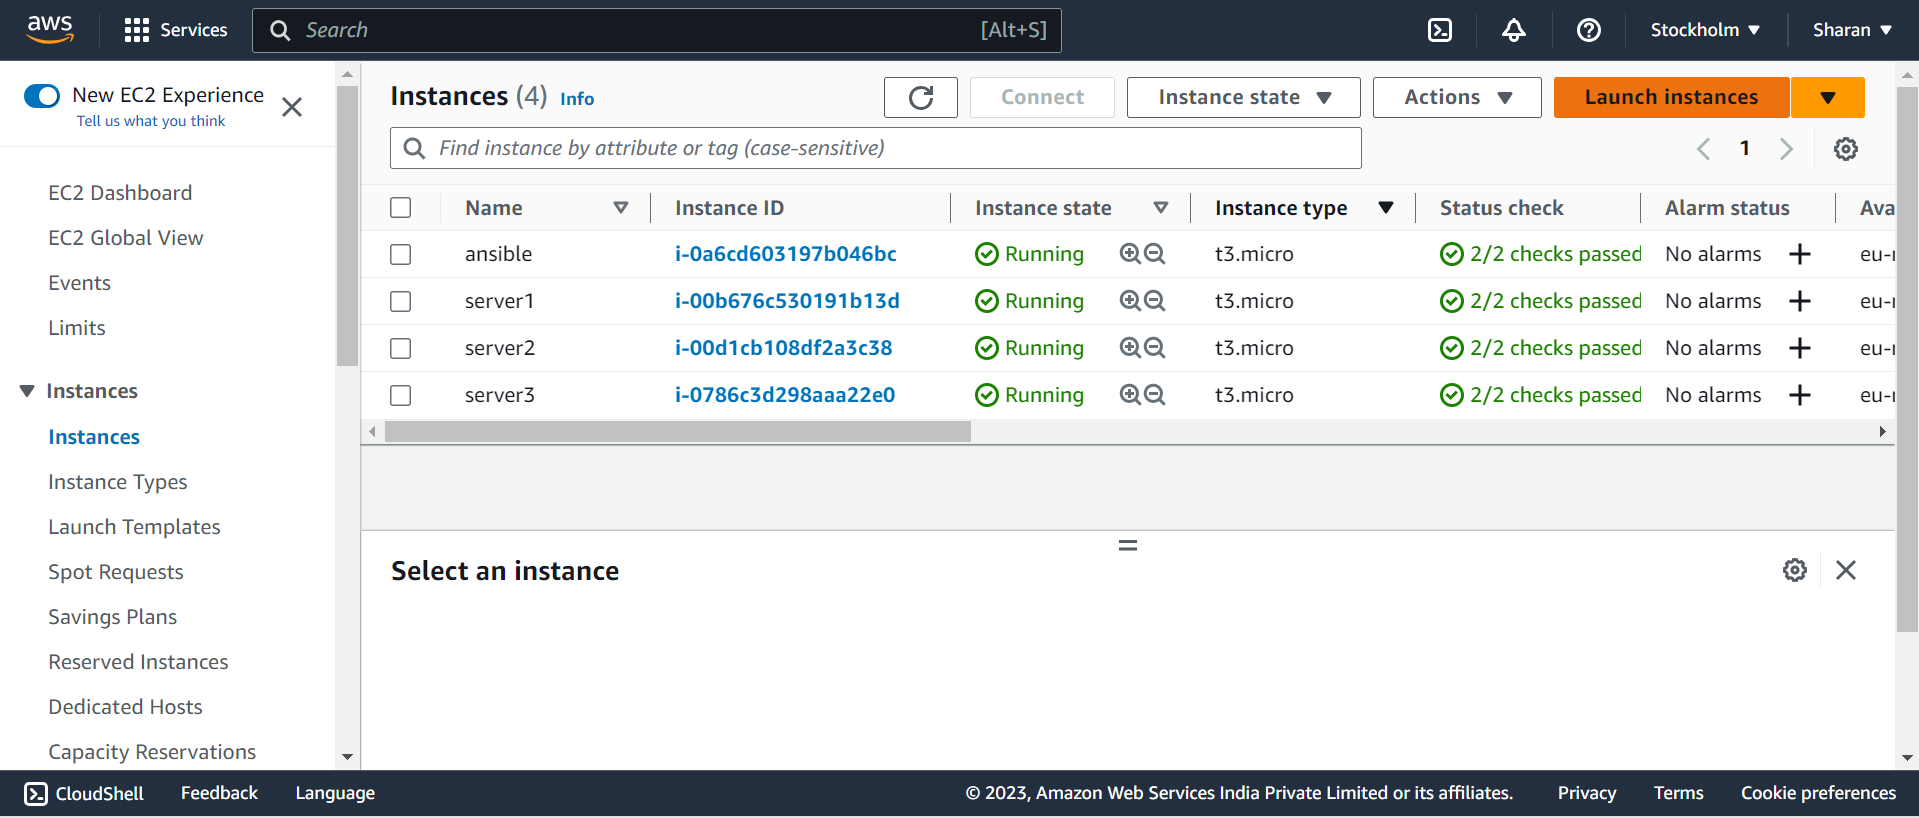 aws
Services
Search [Alt+S]
Stockholm
Sharan
New EC2 Experience
Tell us what you think
EC2 Dashboard
EC2 Global View
Events
Limits
Instances
Instances
Instance Types
Launch Templates
Spot Requests
Savings Plans
Reserved Instances
Dedicated Hosts
Capacity Reservations
Instances (4) Info
Connect
Instance state
Actions
Launch instances
Find instance by attribute or tag (case-sensitive)
1
Name Instance ID Instance state Instance type Status check Alarm status Ava
ansible i-0a6cd603197b046bc Running t3.micro 2/2 checks passed No alarms eu-
server1 i-00b676c530191b13d Running t3.micro 2/2 checks passed No alarms eu-
server2 i-00d1cb108df2a3c38 Running t3.micro 2/2 checks passed No alarms eu-
server3 i-0786c3d298aaa22e0 Running t3.micro 2/2 checks passed No alarms eu-
Select an instance
CloudShell Feedback Language © 2023, Amazon Web Services India Private Limited or its affiliates. Privacy Terms Cookie preferences